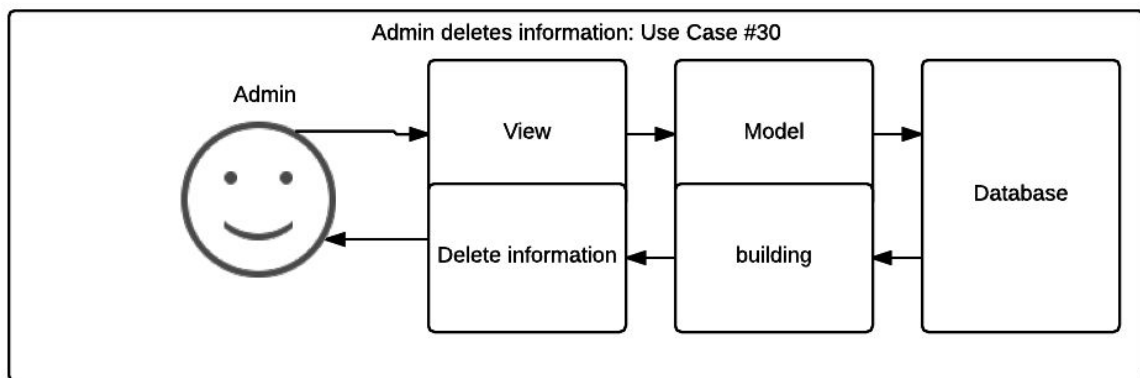 Admin deletes information: Use Case #30
Admin
View
Model
Database
Delete information
building